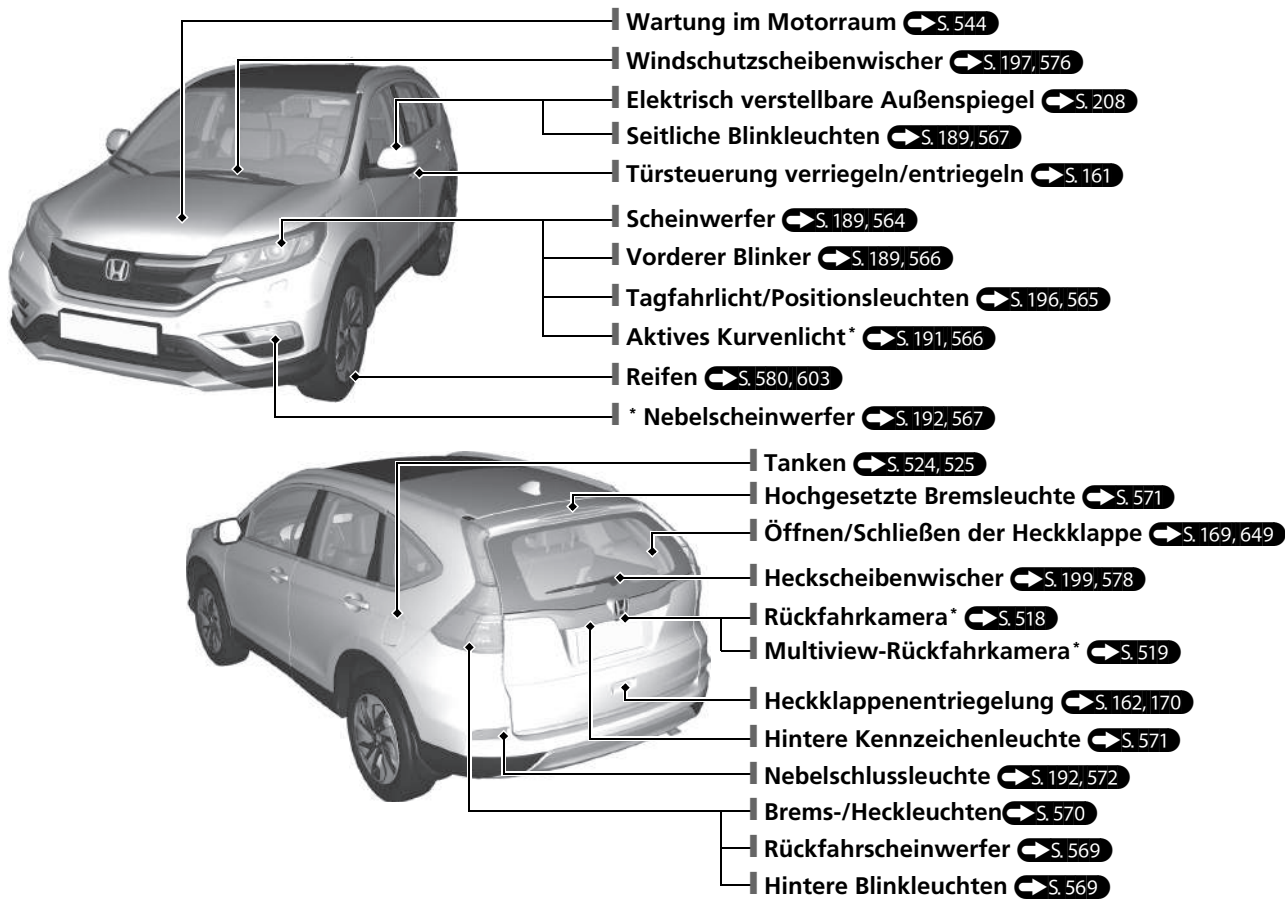 Wartung im Motorraum S. 544
Windschutzscheibenwischer S. 197, 576
Elektrisch verstellbare Außenspiegel S. 208
Seitliche Blinkleuchten S. 189, 567
Türsteuerung verriegeln/entriegeln S. 161
Scheinwerfer S. 189, 564
Vorderer Blinker S. 189, 566
Tagfahrlicht/Positionsleuchten S. 196, 565
Aktives Kurvenlicht* S. 191, 566
Reifen S. 580, 603
* Nebelscheinwerfer S. 192, 567
Tanken S. 524, 525
Hochgesetzte Bremsleuchte S. 571
Öffnen/Schließen der Heckklappe S. 169, 649
Heckscheibenwischer S. 199, 578
Rückfahrkamera* S. 518
Multiview-Rückfahrkamera* S. 519
Heckklappenentriegelung S. 162, 170
Hintere Kennzeichenleuchte S. 571
Nebelschlussleuchte S. 192, 572
Brems-/Heckleuchten S. 570
Rückfahrscheinwerfer S. 569
Hintere Blinkleuchten S. 569